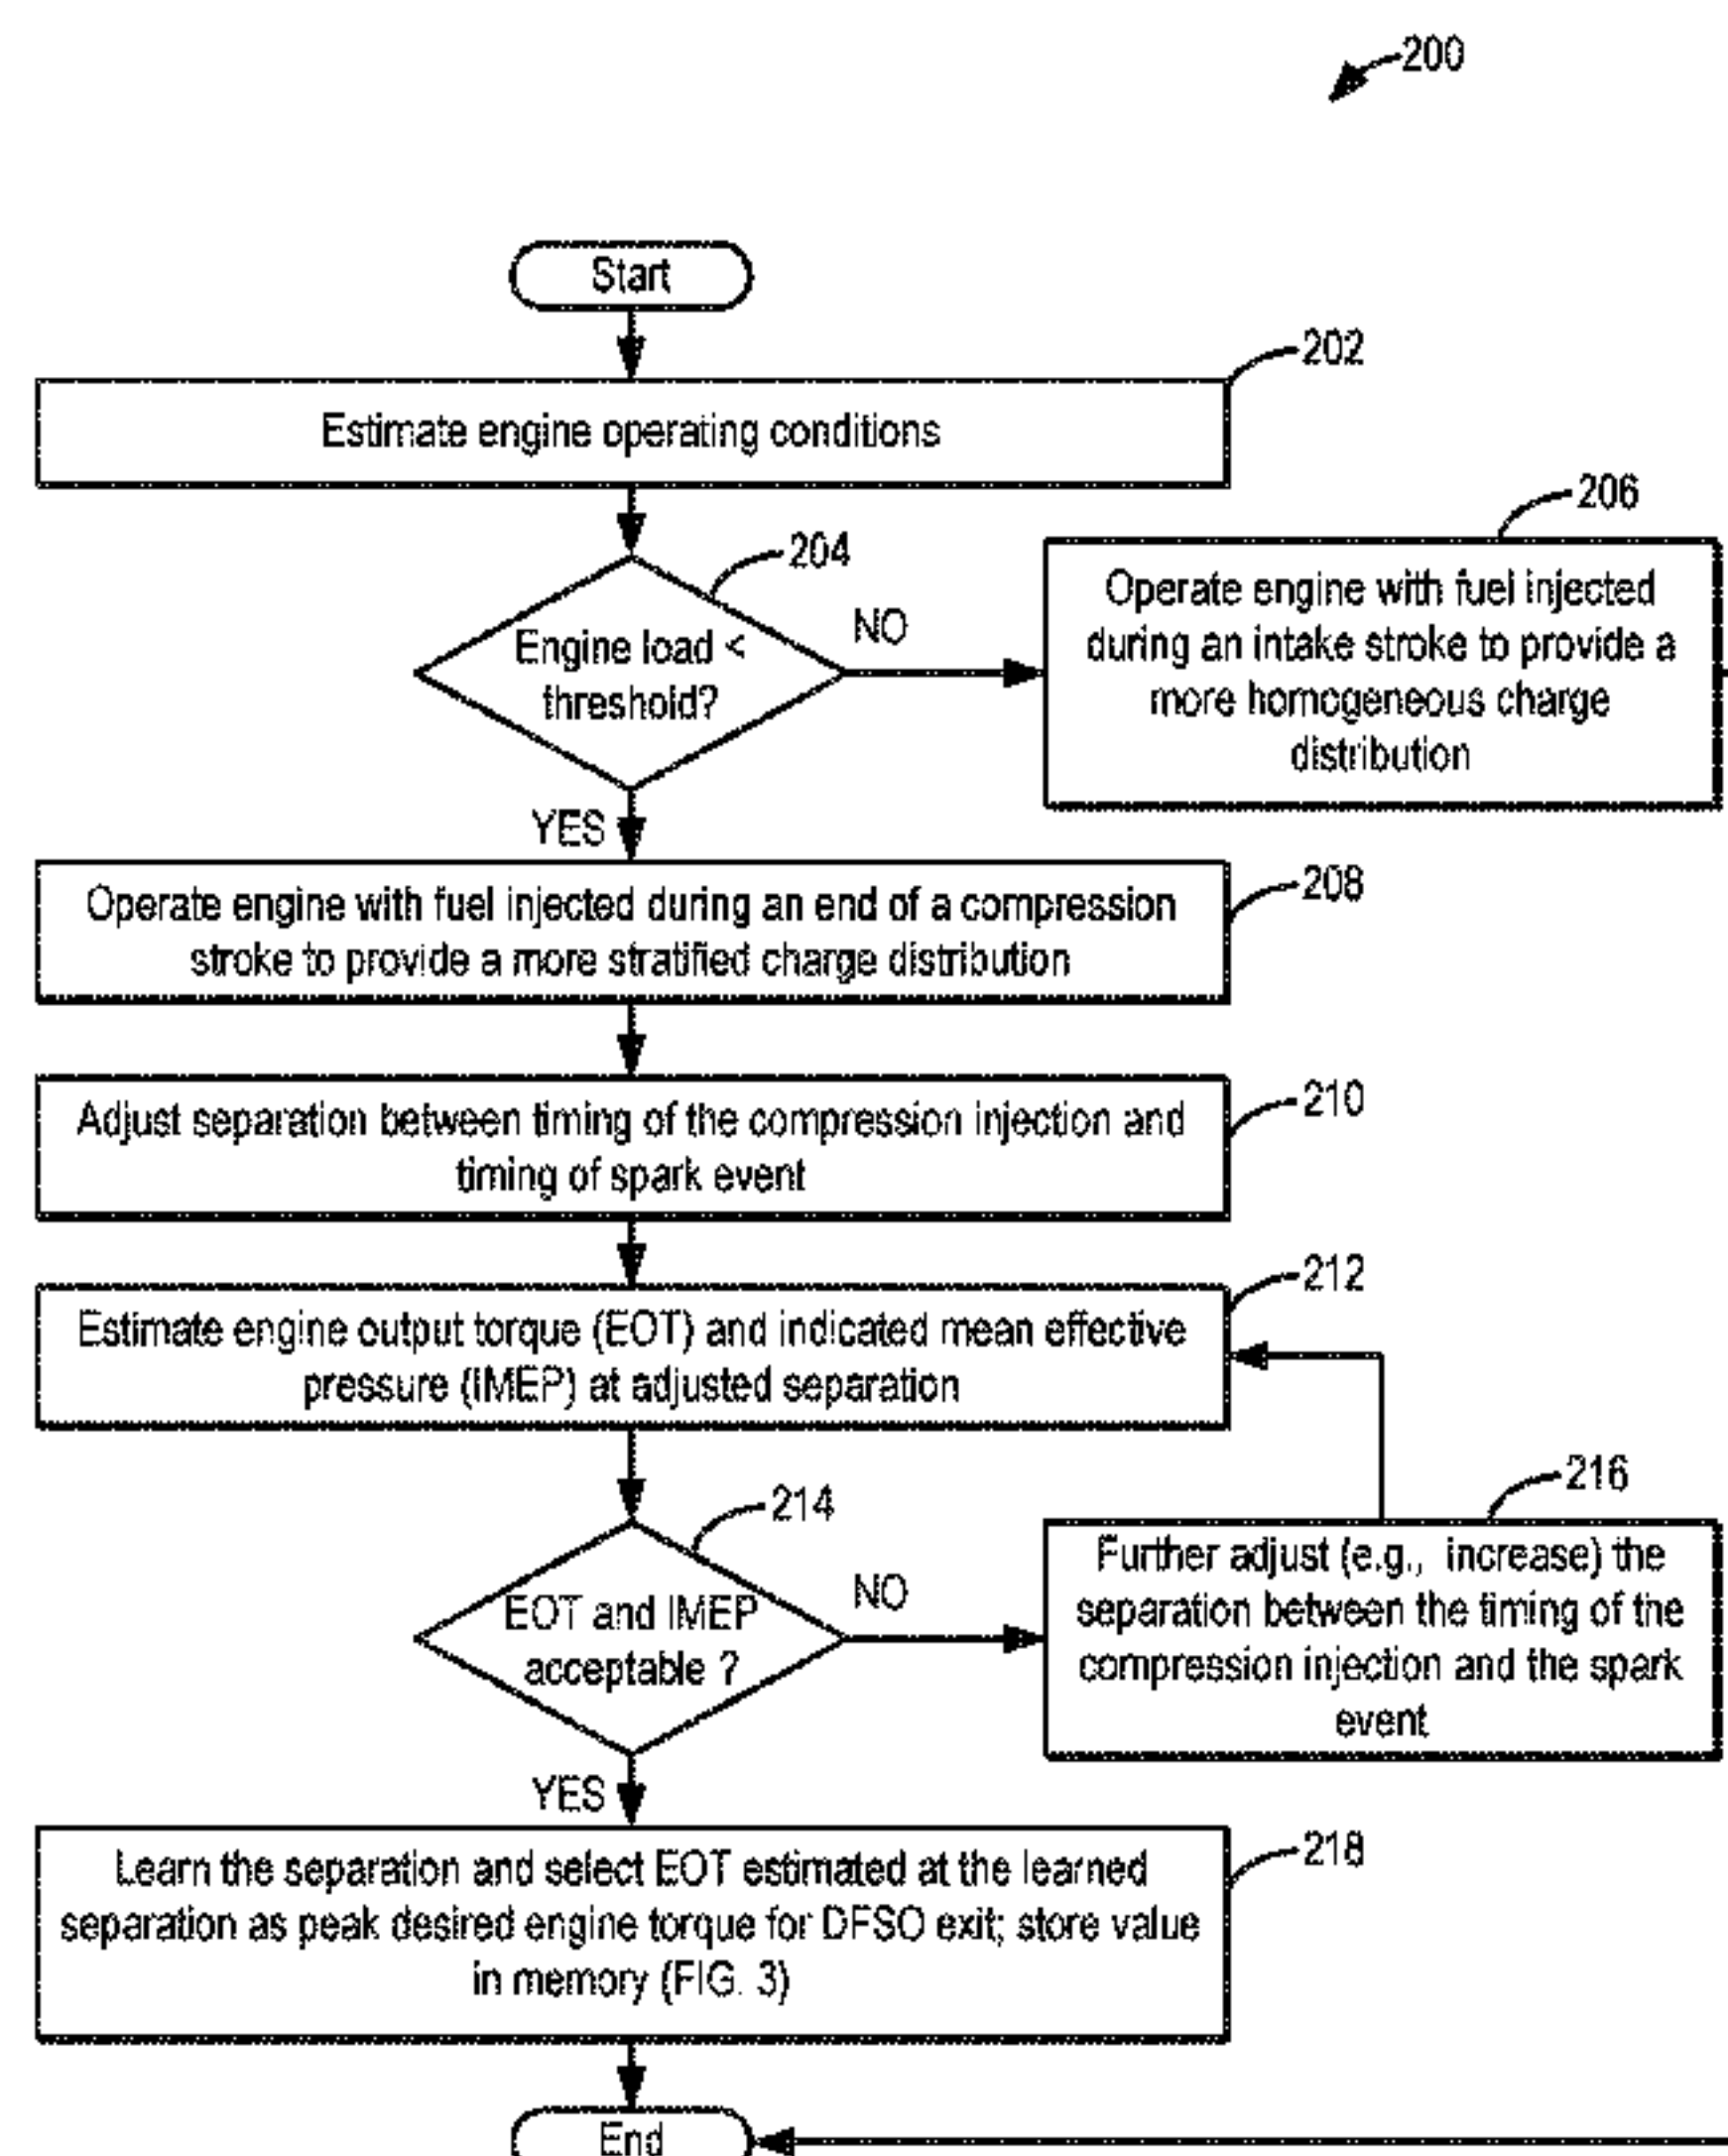 200
Start
202
Estimate engine operating conditions
206
204
Engine load <
threshold?
NO
Operate engine with fuel injected
during an intake stroke to provide a
more homogeneous charge
distribution
YES
208
Operate engine with fuel injected during an end of a compression
stroke to provide a more stratified charge distribution
210
Adjust separation between timing of the compression injection and
timing of spark event
212
Estimate engine output torque (EOT) and indicated mean effective
pressure (IMEP) at adjusted separation
214
EOT and IMEP
acceptable ?
NO
216
Further adjust (e.g., increase) the
separation between the timing of the
compression injection and the spark
event
YES
218
Learn the separation and select EOT estimated at the learned
separation as peak desired engine torque for DFSO exit; store value
in memory (FIG. 3)
End